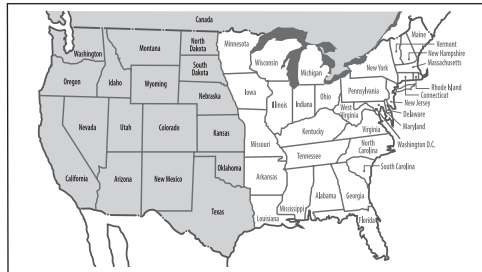 Canada
Washington
Montana
North
Dakota
Minnesota
Maine
Vermont
New Hampshire
Massachusetts
Oregon
Idaho
Wyoming
South
Dakota
Wisconsin
Michigan
New York
Rhode Island
Connecticut
Nevada
Utah
Colorado
Nebraska
Iowa
Illinois
Indiana
Ohio
Pennsylvania
New Jersey
Delaware
Maryland
Washington D.C.
West
Virginia
Virginia
Kansas
Missouri
Kentucky
North
Carolina
Tennessee
South Carolina
California
Arizona
New Mexico
Oklahoma
Arkansas
Texas
Louisiana
Mississippi
Alabama
Georgia
Florida